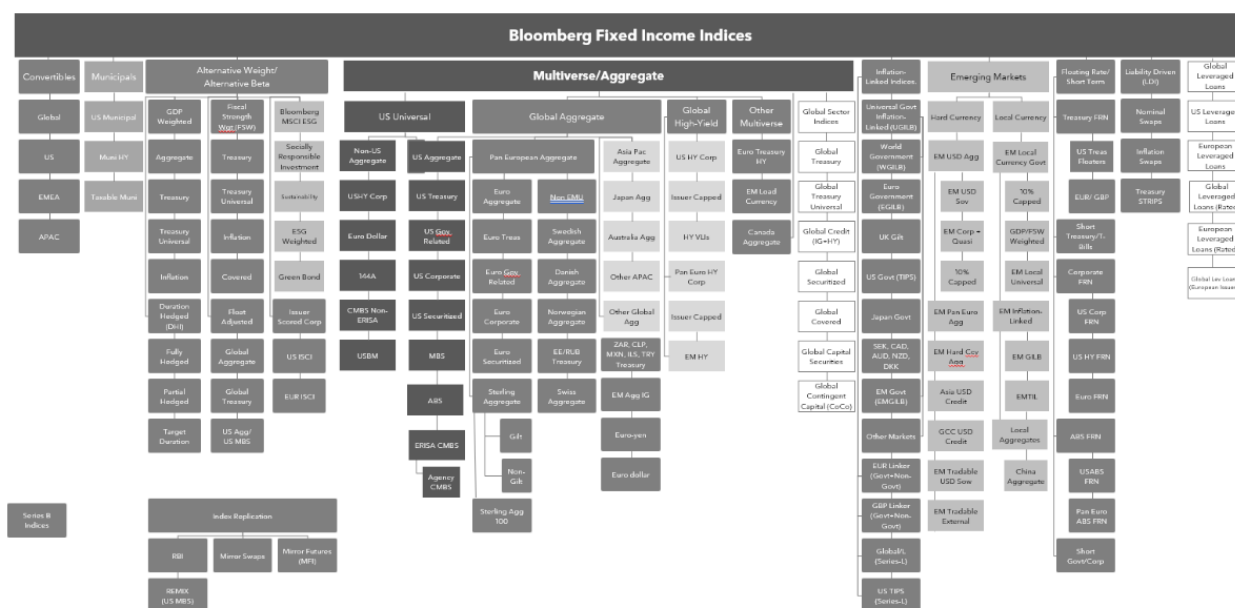 Bloomberg Fixed Income Indices
Convertibles
Global
US
EMEA
APAC
Municipals
US Municipal
Muni HY
Taxable Muni
Alternative Weight/
Alternative Beta
GDP
Weighted
Aggregate
Treasury
Treasury
Universal
Inflation
Duration
Hedged (DHI)
Fully
Hedged
Partial
Hedged
Target
Duration
Fiscal
Strength
Wgt (FSW)
Treasury
Treasury
Universal
Inflation
Covered
Float
Adjusted
Global
Aggregate
Global
Treasury
US Agg/
US MBS
Bloomberg
MSCI ESG
Socially
Responsible
Investment
Sustainability
ESG
Weighted
Green Bond
Issuer
Scored Corp
US ISCI
EUR ISCI
Multiverse/Aggregate
US Universal
Non-US
Aggregate
USHY Corp
Euro Dollar
144A
CMBS Non-
ERISA
USBM
US Aggregate
US Treasury
US Gov
Related
US Corporate
US Securitized
MBS
ABS
ERISA CMBS
Agency
CMBS
Global Aggregate
Pan European Aggregate
Euro
Aggregate
Euro Treas
Euro Gov
Related
Euro
Corporate
Euro
Securitized
Sterling
Aggregate
Gilt
Non-
Gilt
Sterling Agg
100
Non EMU
Swedish
Aggregate
Danish
Aggregate
Norwegian
Aggregate
EE/RUB
Treasury
Swiss
Aggregate
Asia Pac
Aggregate
Japan Agg
Australia Agg
Other APAC
Other Global
Agg
ZAR, CLP,
MXN, ILS, TRY
Treasury
EM Agg IG
Euro-yen
Euro dollar
Global
High-Yield
US HY Corp
Issuer Capped
HY VLIs
Pan Euro HY
Corp
Issuer Capped
EM HY
Other
Multiverse
Euro Treasury
HY
EM Load
Currency
Canada
Aggregate
Global Sector
Indices
Global
Treasury
Global
Treasury
Universal
Global Credit
(IG+HY)
Global
Securitized
Global
Covered
Global Capital
Securities
Global
Contingent
Capital (CoCo)
Inflation-
Linked Indices
Universal Govt
Inflation-
Linked (UGILB)
World
Government
(WGILB)
Euro
Government
(EGILB)
UK Gilt
US Govt (TIPS)
Japan Govt
SEK, CAD,
AUD, NZD,
DKK
EM Govt
(EMGILB)
Other Markets
EUR Linker
(Govt+Non-
Govt)
GBP Linker
(Govt+Non-
Govt)
Global/L
(Series-L)
US TIPS
(Series-L)
Emerging Markets
Hard Currency
EM USD Agg
EM USD
Sov
EM Corp +
Quasi
10%
Capped
EM Pan Euro
Agg
EM Hard Ccy
Agg
Asia USD
Credit
GCC USD
Credit
EM Tradable
USD Sow
EM Tradable
External
Local Currency
EM Local
Currency Govt
10%
Capped
GDP/FSW
Weighted
EM Local
Universal
EM Inflation-
Linked
EM GILB
EMTIL
Local
Aggregates
China
Aggregate
Floating Rate/
Short Term
Treasury FRN
US Treas
Floaters
EUR/ GBP
Short
Treasury/T-
Bills
Corporate
FRN
US Corp
FRN
US HY FRN
Euro FRN
ABS FRN
USABS
FRN
Pan Euro
ABS FRN
Short
Govt/Corp
Liability Driven
(LDI)
Nominal
Swaps
Inflation
Swaps
Treasury
STRIPS
Global
Leveraged
Loans
US Leverage
Loans
European
Leveraged
Loans
Global
Leveraged
Loans (Rated
European
Leveraged
Loans (Rated
Global Lev Loan
(European Issue
Series B
Indices
Index Replication
RBI
REMIX
(US MBS)
Mirror Swaps
Mirror Futures
(MFI)